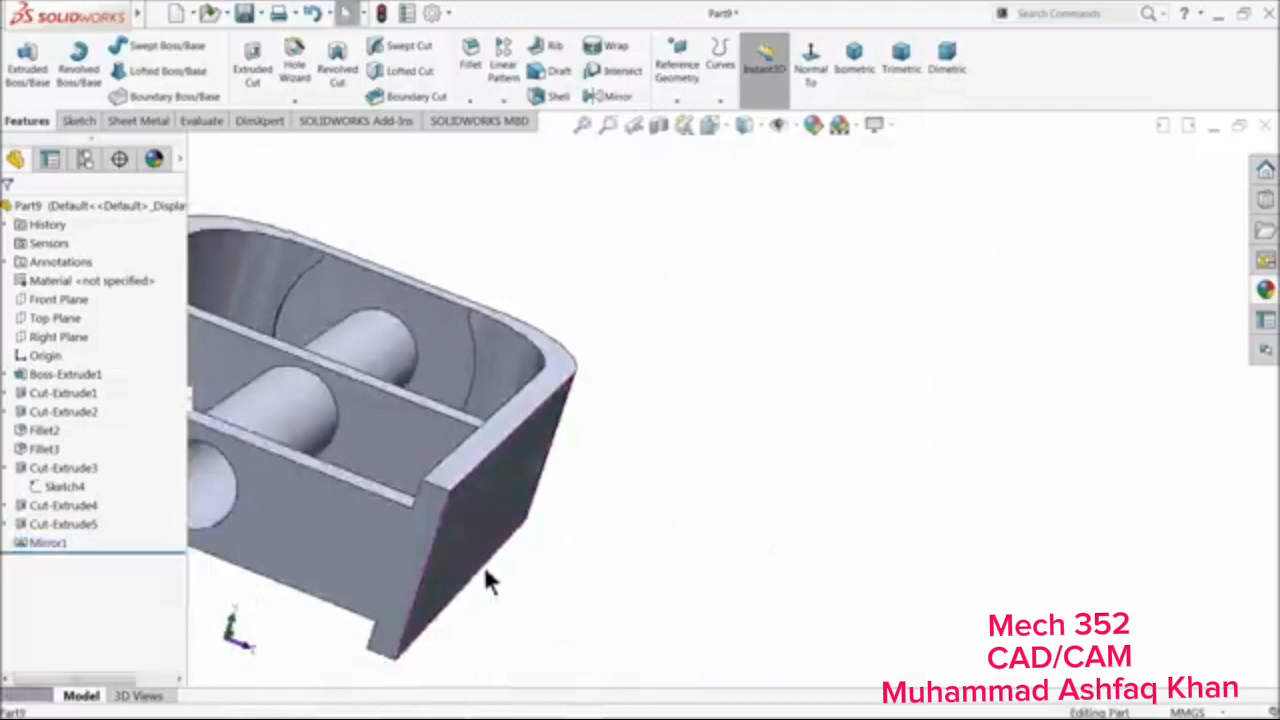 SOLIDWORKS
Part9 *
Search Commands
Extruded Boss/Base
Revolved Boss/Base
Swept Boss/Base
Lofted Boss/Base
Boundary Boss/Base
Extruded Cut
Hole Wizard
Revolved Cut
Swept Cut
Lofted Cut
Boundary Cut
Fillet
Linear Pattern
Rib
Draft
Shell
Wrap
Intersect
Mirror
Reference Geometry
Curves
Instant3D
Normal To
Isometric
Trimetric
Dimetric
Features
Sketch
Sheet Metal
Evaluate
DimXpert
SOLIDWORKS Add-Ins
SOLIDWORKS MBD
Part9 (Default<<Default>_Displa
History
Sensors
Annotations
Material <not specified>
Front Plane
Top Plane
Right Plane
Origin
Boss-Extrude1
Cut-Extrude1
Cut-Extrude2
Fillet2
Fillet3
Cut-Extrude3
Sketch4
Cut-Extrude4
Cut-Extrude5
Mirror1
Mech 352
CAD/CAM
Muhammad Ashfaq Khan
Model
3D Views
Part9
Editing Part
MMGS